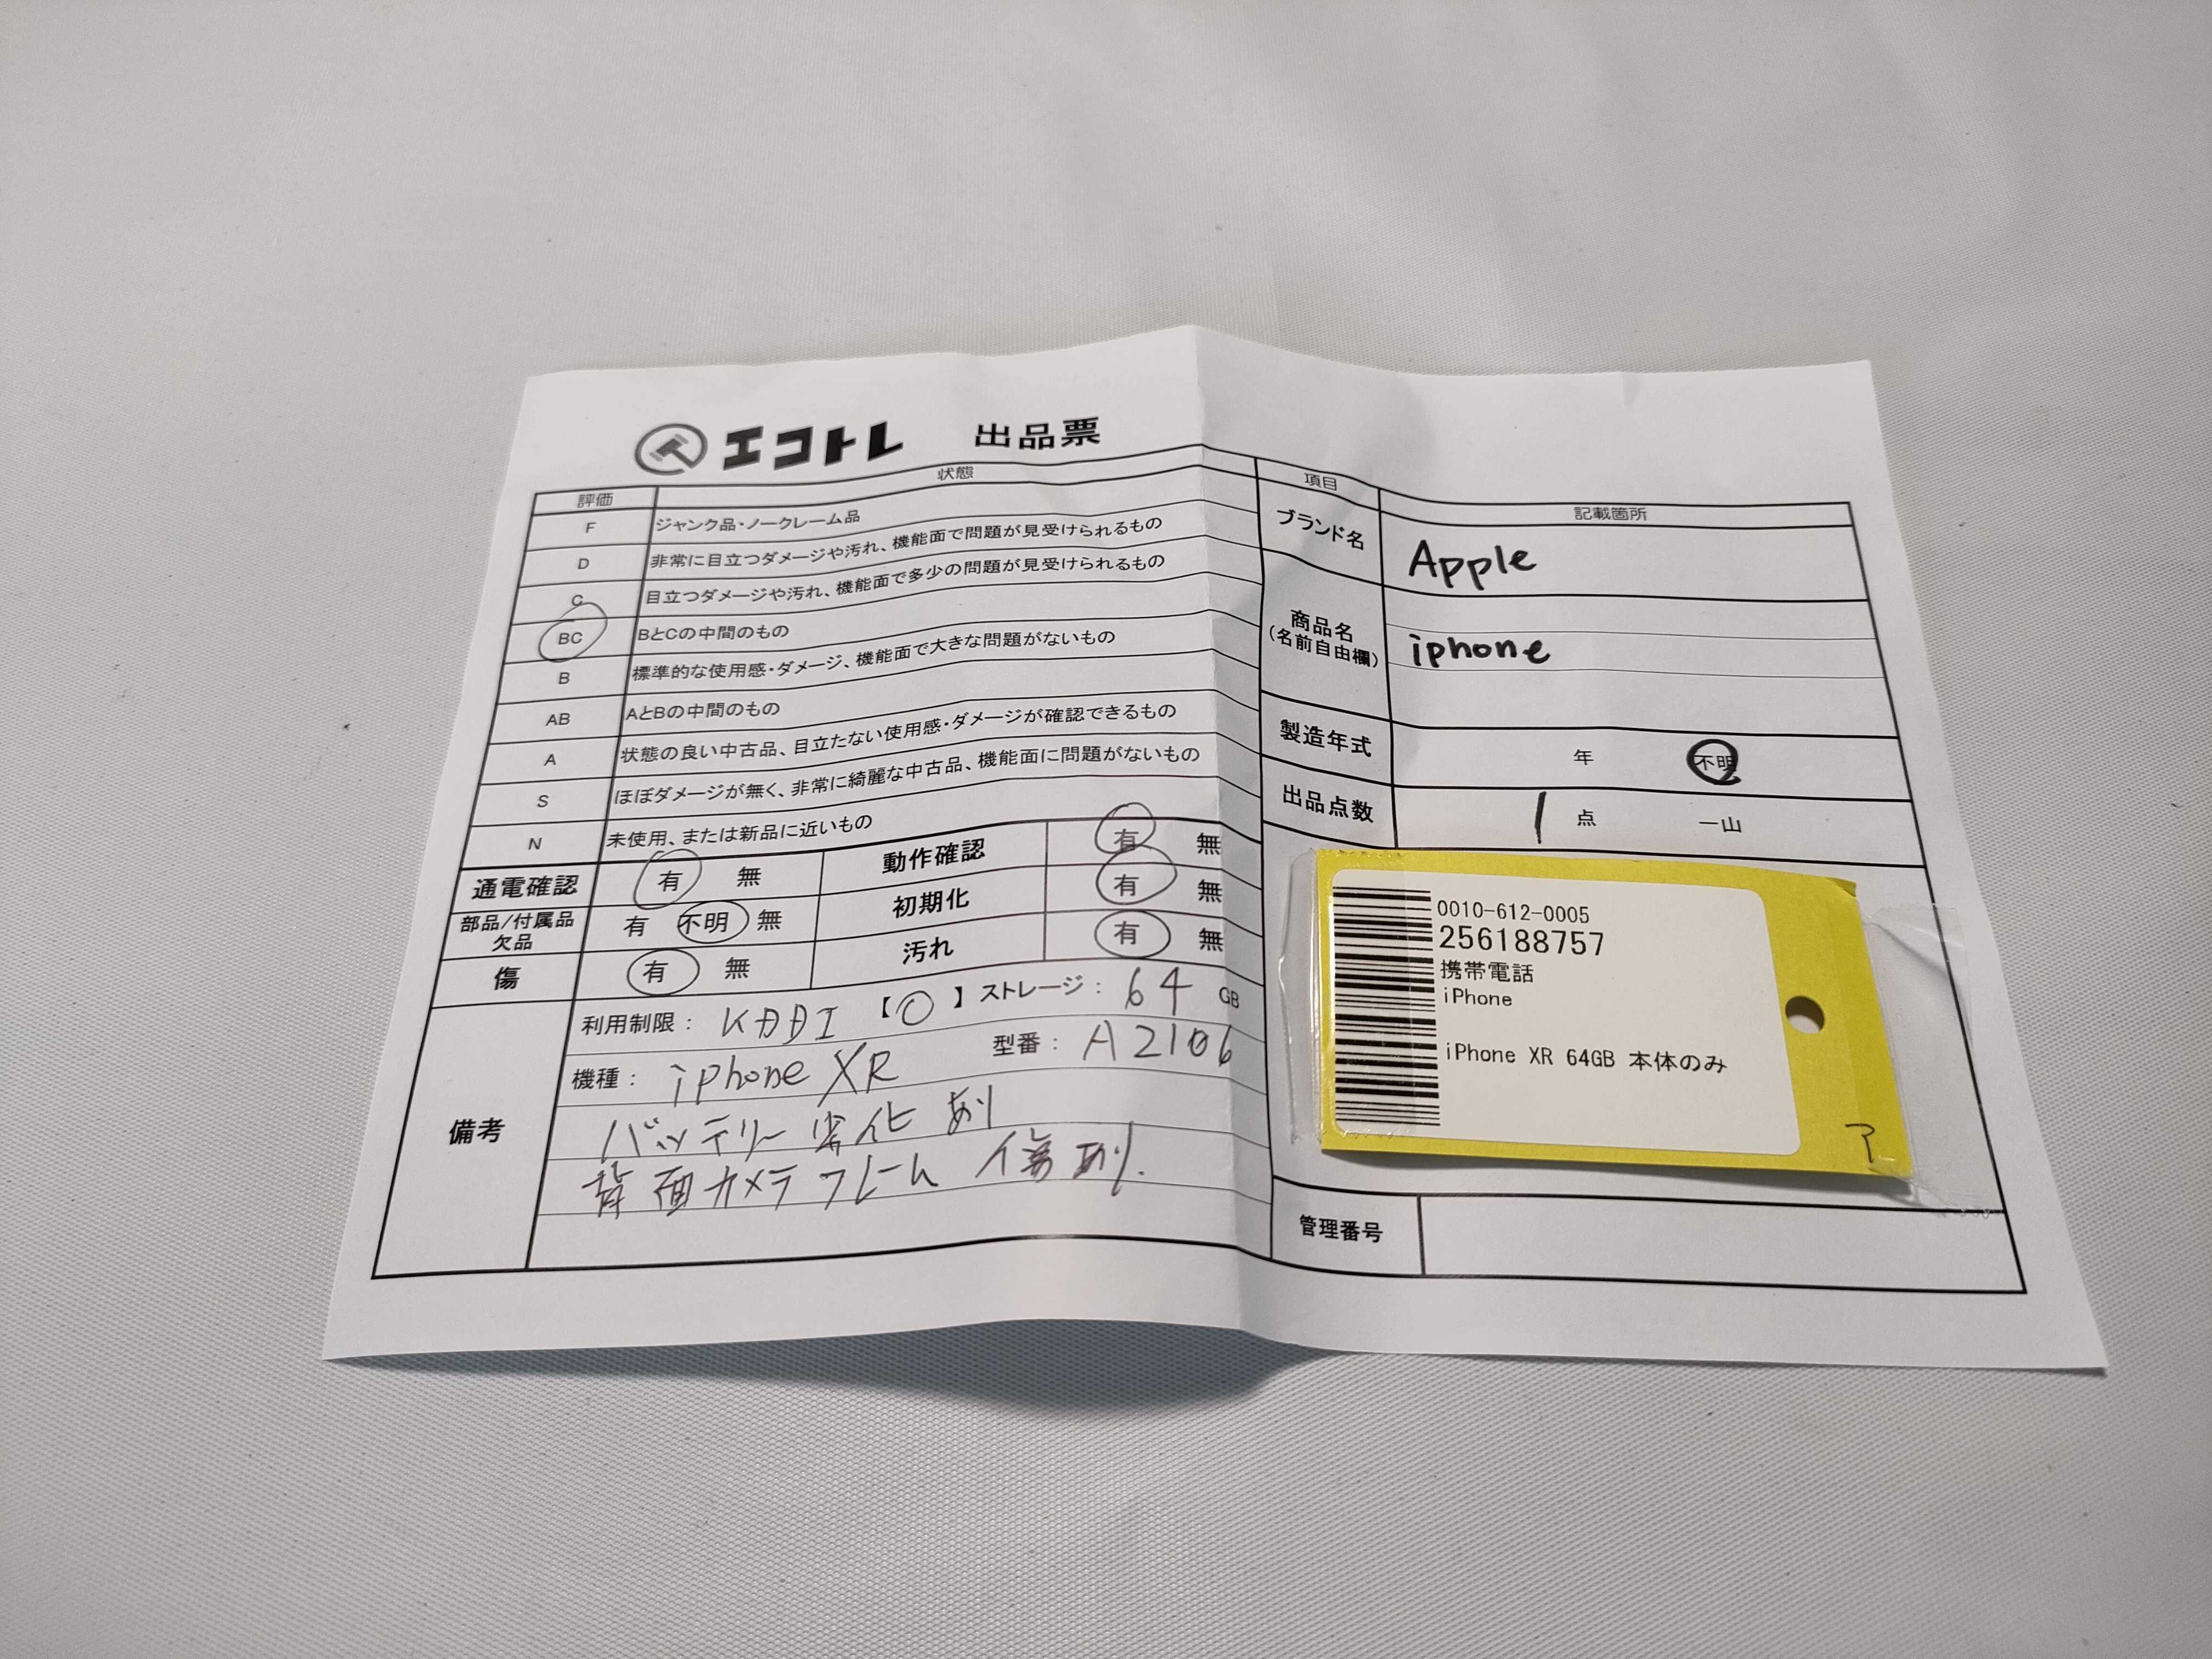 エコトレ 出品票
評価 状態
F ジャンク品・ノークレーム品
D 非常に目立つダメージや汚れ、機能面で問題が見受けられるもの
C 目立つダメージや汚れ、機能面で多少の問題が見受けられるもの
BC BとCの中間のもの
B 標準的な使用感・ダメージ、機能面で大きな問題がないもの
AB AとBの中間のもの
A 状態の良い中古品、目立たない使用感・ダメージが確認できるもの
S ほぼダメージが無く、非常に綺麗な中古品、機能面に問題がないもの
N 未使用、または新品に近いもの
通電確認 有 無 動作確認 有 無
部品/付属品欠品 有 不明 無 初期化 有 無
傷 有 無 汚れ 有 無
備考
利用制限: KDDI 【〇】 ストレージ: 64 GB
機種: iphone XR 型番: A2106
バッテリー劣化あり
背面カメラフレーム 傷あり.
項目 記載箇所
ブランド名 Apple
商品名
(名前自由欄) iphone
製造年式 年 不明
出品点数 1 点 一山
0010-612-0005
256188757
携帯電話
iPhone
iPhone XR 64GB 本体のみ
ア
管理番号